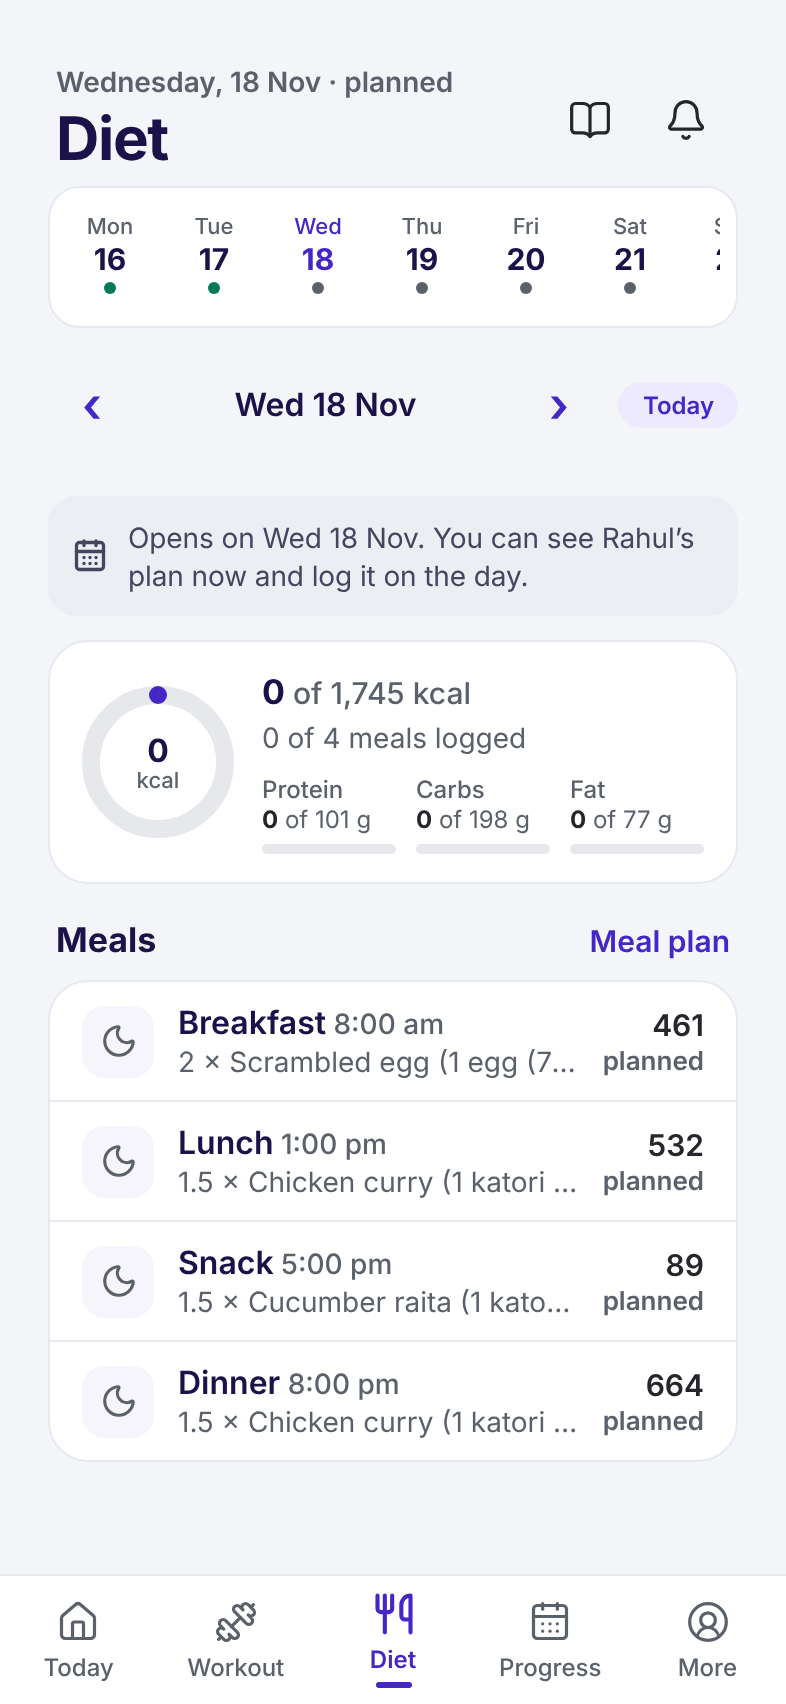 Wednesday, 18 Nov · planned
Diet
Mon Tue Wed Thu Fri Sat
16 17 18 19 20 21
‹ Wed 18 Nov › Today
Opens on Wed 18 Nov. You can see Rahul’s
plan now and log it on the day.
0 of 1,745 kcal
0 of 4 meals logged
0
kcal
Protein Carbs Fat
0 of 101 g 0 of 198 g 0 of 77 g
Meals Meal plan
Breakfast 8:00 am 461
2 × Scrambled egg (1 egg (7... planned
Lunch 1:00 pm 532
1.5 × Chicken curry (1 katori ... planned
Snack 5:00 pm 89
1.5 × Cucumber raita (1 kato... planned
Dinner 8:00 pm 664
1.5 × Chicken curry (1 katori ... planned
Today Workout Diet Progress More